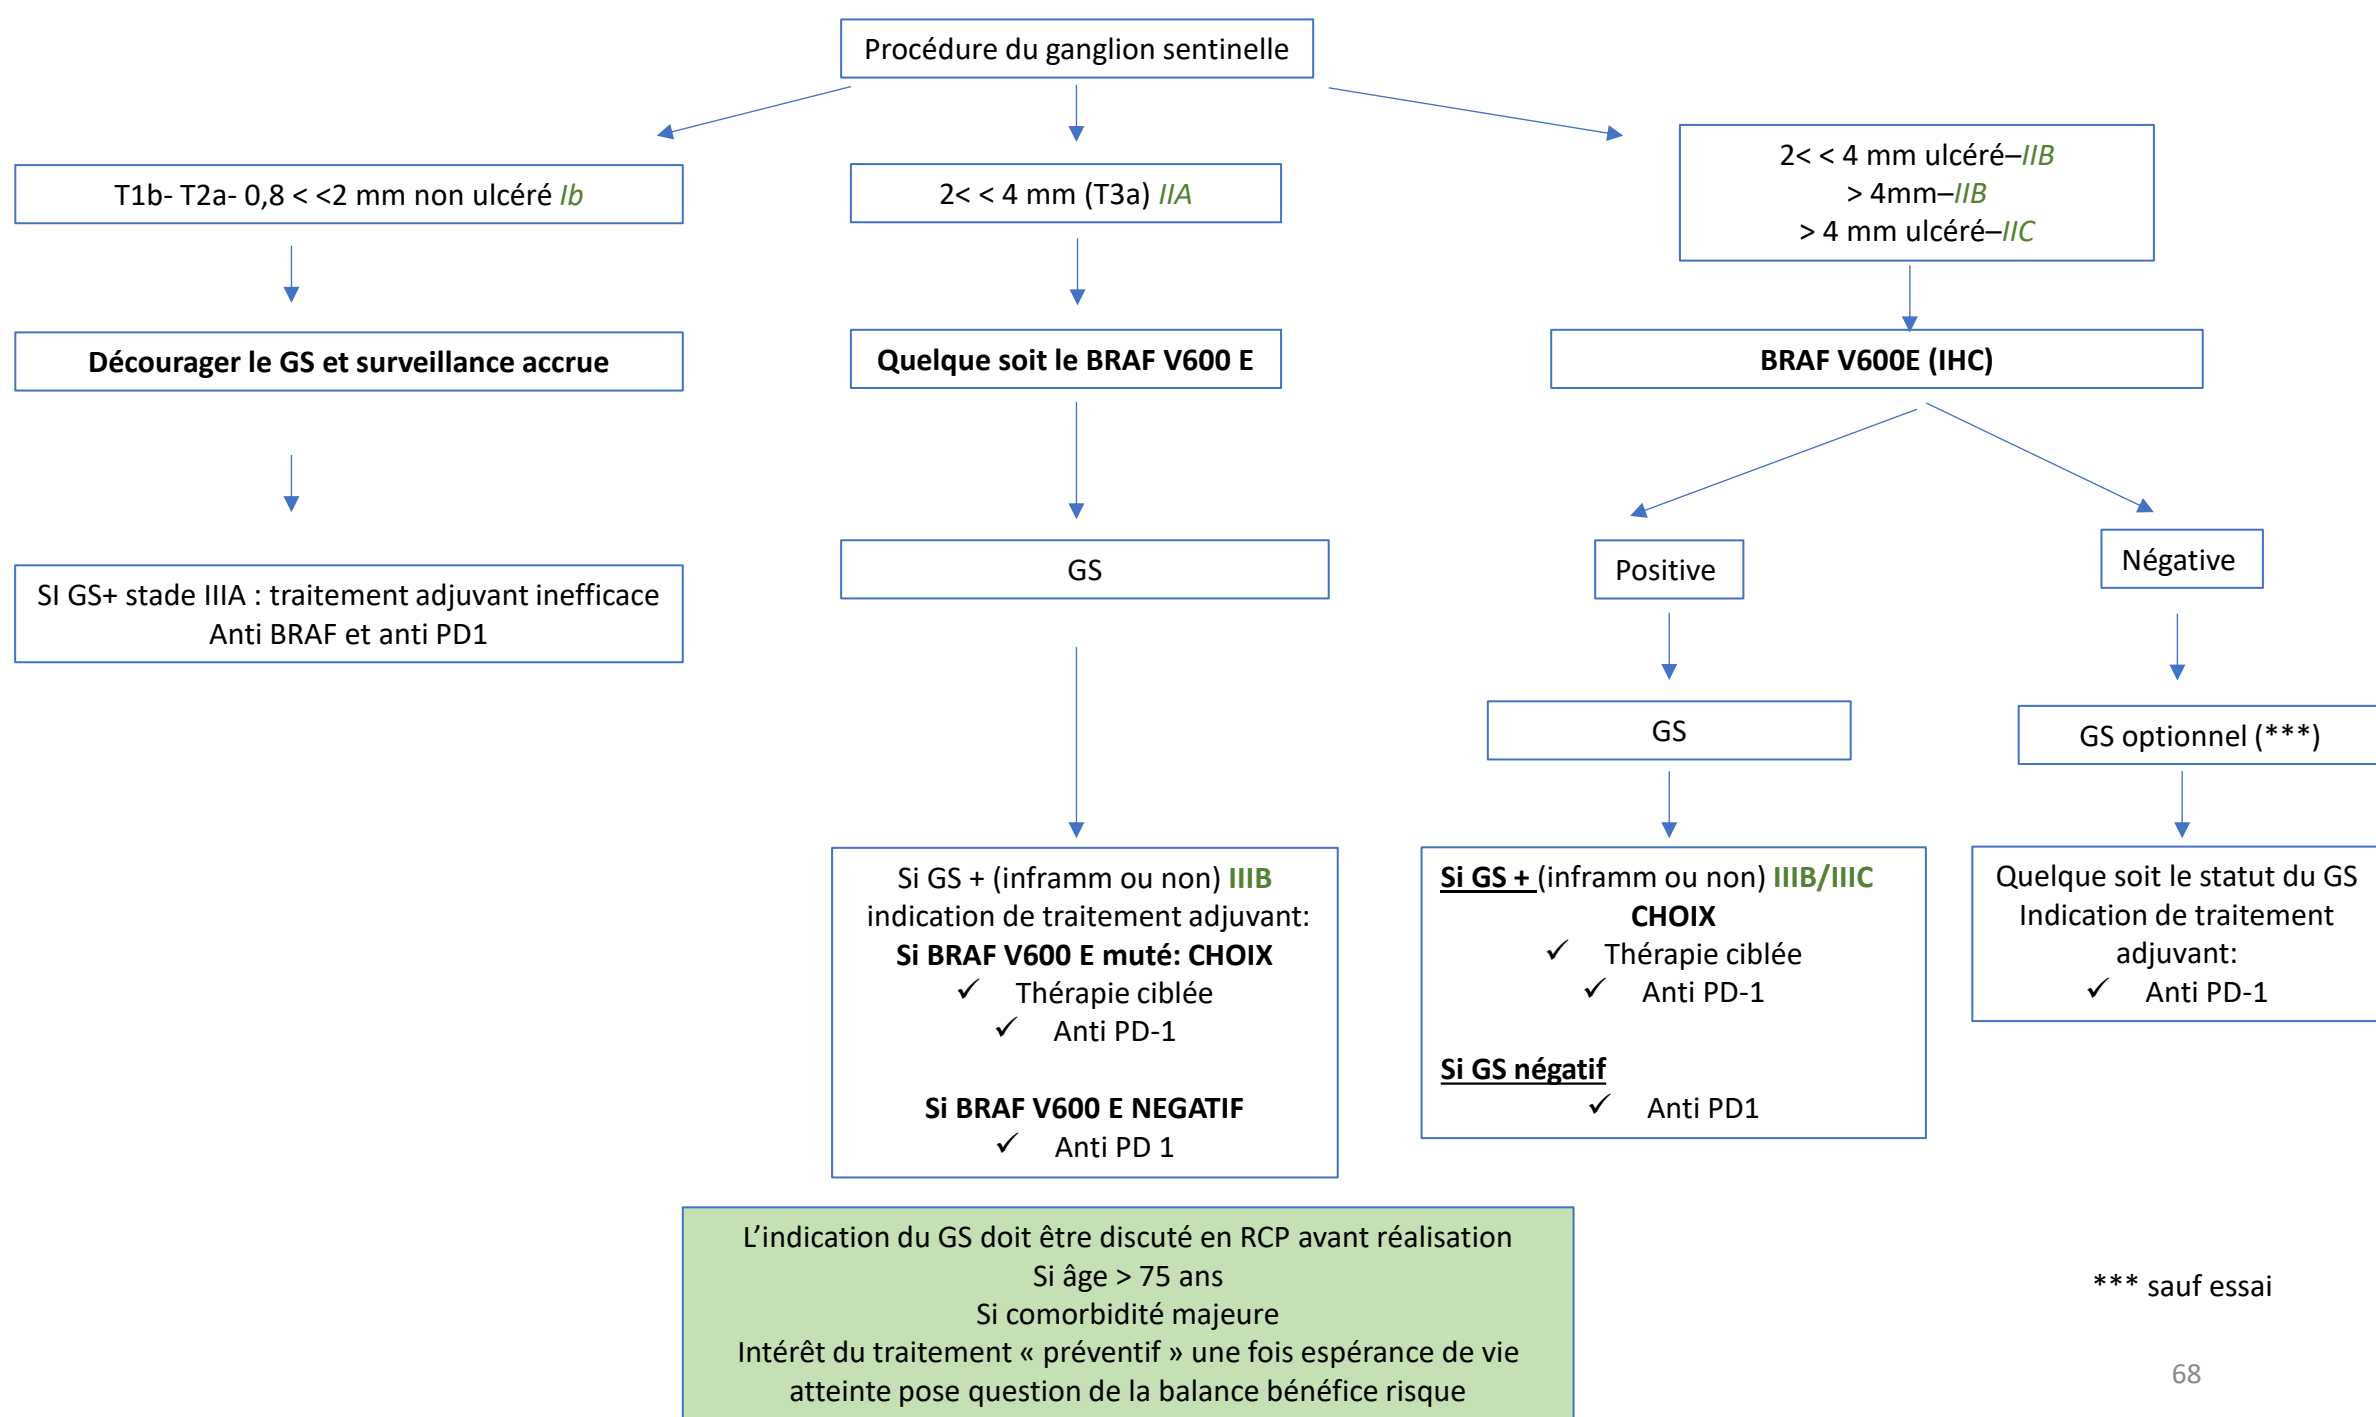 Procédure du ganglion sentinelle
T1b- T2a- 0,8 < <2 mm non ulcéré Ib
Décourager le GS et surveillance accrue
SI GS+ stade IIIA : traitement adjuvant inefficace
Anti BRAF et anti PD1
2< < 4 mm (T3a) IIA
Quelque soit le BRAF V600 E
GS
Si GS + (inframm ou non) IIIB
indication de traitement adjuvant:
Si BRAF V600 E muté: CHOIX
✓ Thérapie ciblée
✓ Anti PD-1
Si BRAF V600 E NEGATIF
✓ Anti PD 1
2< < 4 mm ulcéré–IIB
> 4mm–IIB
> 4 mm ulcéré–IIC
BRAF V600E (IHC)
Positive
GS
Si GS + (inframm ou non) IIIB/IIIC
CHOIX
✓ Thérapie ciblée
✓ Anti PD-1
Si GS négatif
✓ Anti PD1
Négative
GS optionnel (***)
Quelque soit le statut du GS
Indication de traitement
adjuvant:
✓ Anti PD-1
L’indication du GS doit être discuté en RCP avant réalisation
Si âge > 75 ans
Si comorbidité majeure
Intérêt du traitement « préventif » une fois espérance de vie
atteinte pose question de la balance bénéfice risque
*** sauf essai
68